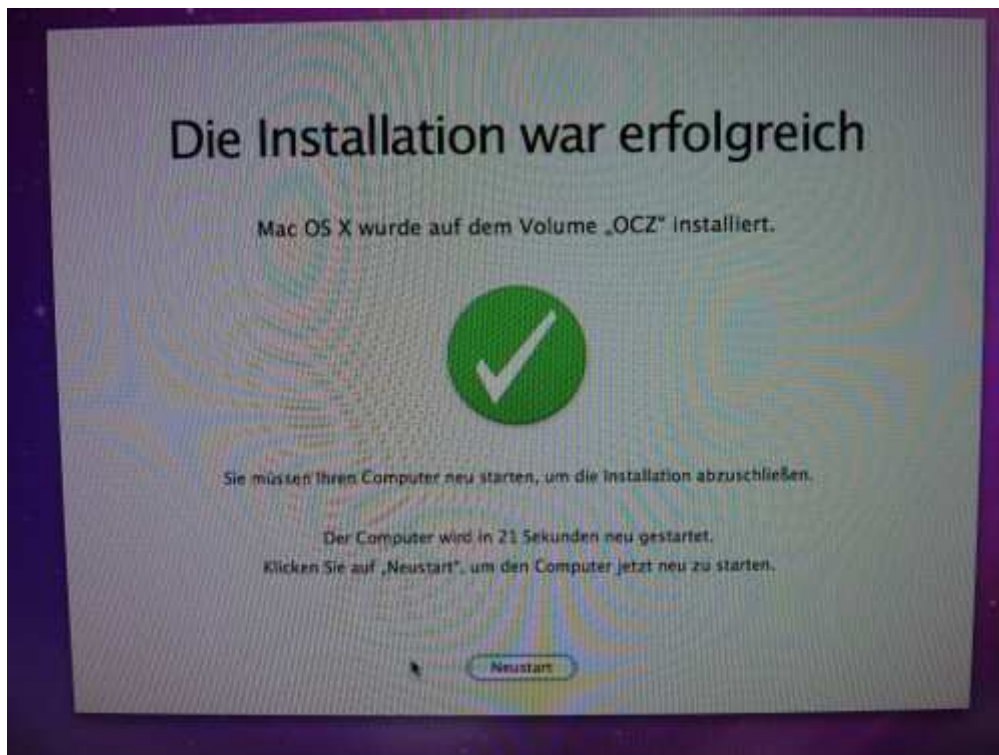 Die Installation war erfolgreich
Mac OS X wurde auf dem Volume „OCZ“ installiert.
Sie müssen Ihren Computer neu starten, um die Installation abzuschließen.
Der Computer wird in 21 Sekunden neu gestartet.
Klicken Sie auf „Neustart“, um den Computer jetzt neu zu starten.
Neustart